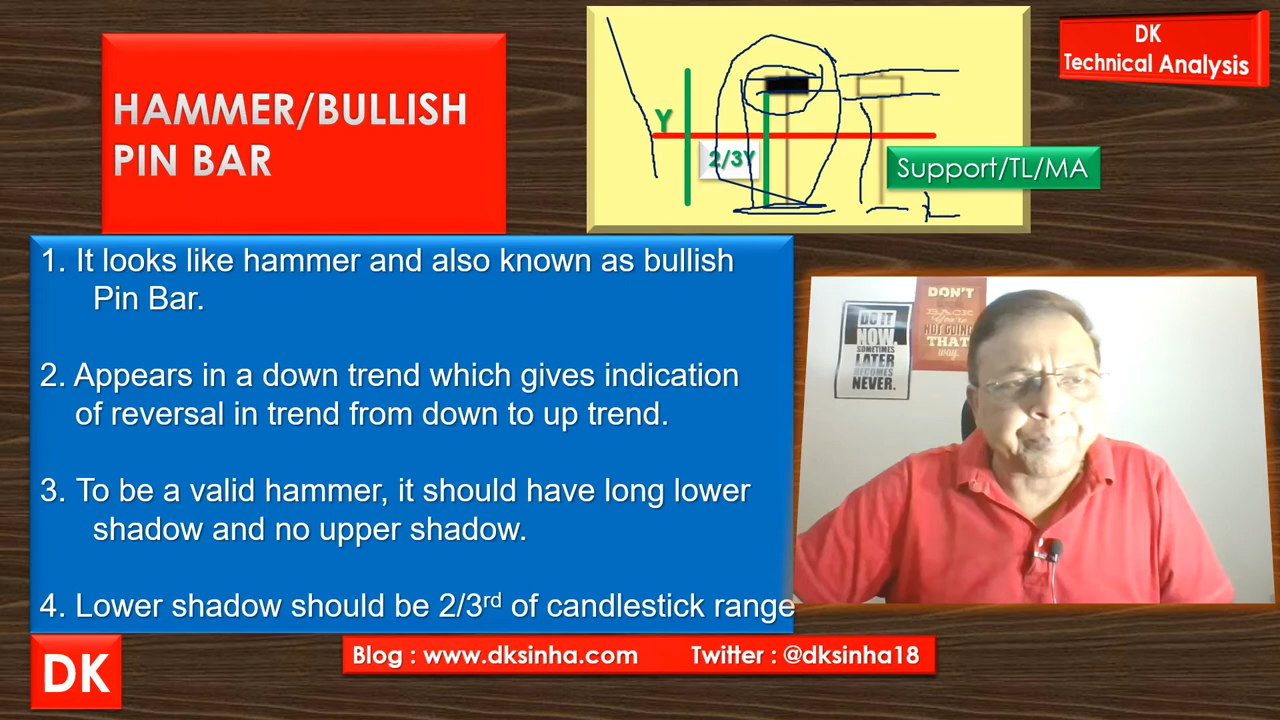 HAMMER/BULLISH
PIN BAR
Y
2/3Y
Support/TL/MA
DK
Technical Analysis
1. It looks like hammer and also known as bullish
Pin Bar.
2. Appears in a down trend which gives indication
of reversal in trend from down to up trend.
3. To be a valid hammer, it should have long lower
shadow and no upper shadow.
4. Lower shadow should be 2/3rd of candlestick range
DO IT
NOW.
SOMETIMES
LATER
BECOMES
NEVER.
DON'T
BACK
YOU'RE
NOT GOING
THAT
way.
DK
Blog : www.dksinha.com Twitter : @dksinha18